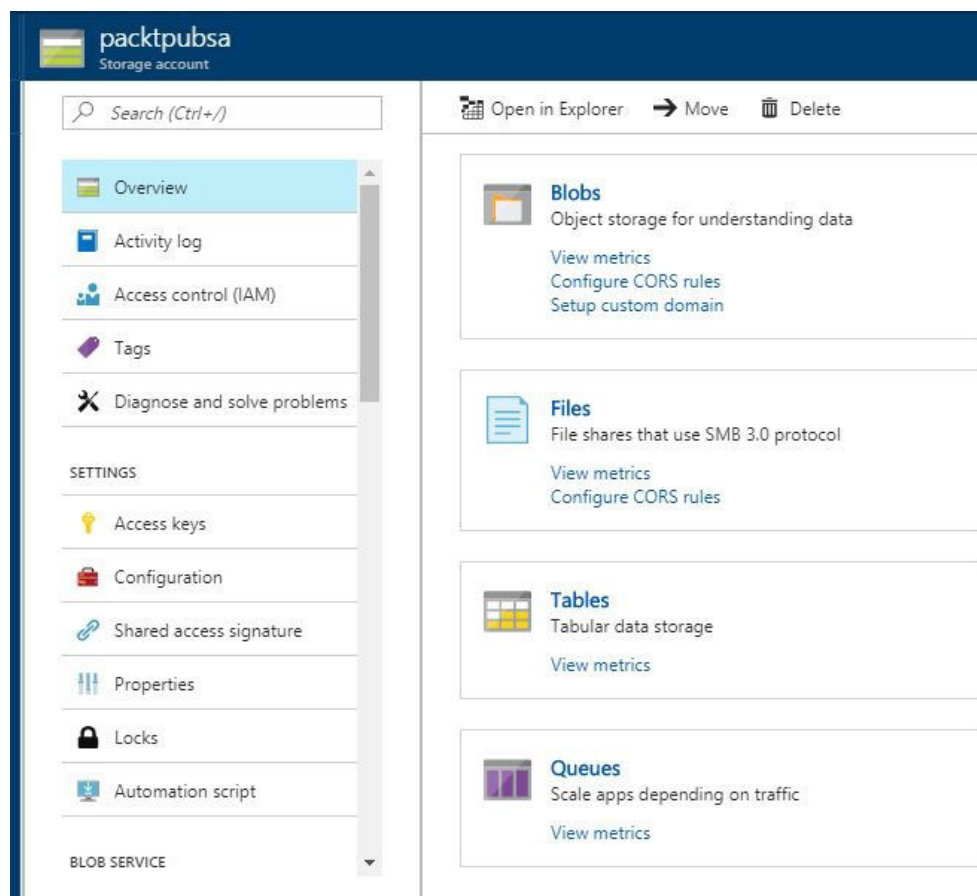 packtpubsa
Storage account
Search (Ctrl+/)
Overview
Activity log
Access control (IAM)
Tags
Diagnose and solve problems
SETTINGS
Access keys
Configuration
Shared access signature
Properties
Locks
Automation script
BLOB SERVICE
Open in Explorer Move Delete
Blobs
Object storage for understanding data
View metrics
Configure CORS rules
Setup custom domain
Files
File shares that use SMB 3.0 protocol
View metrics
Configure CORS rules
Tables
Tabular data storage
View metrics
Queues
Scale apps depending on traffic
View metrics